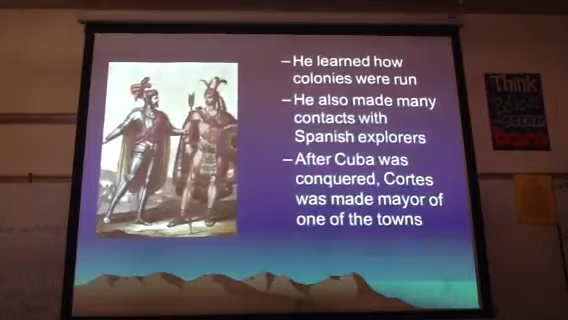 –He learned how
colonies were run
–He also made many
contacts with
Spanish explorers
–After Cuba was
conquered, Cortes
was made mayor of
one of the towns
Think